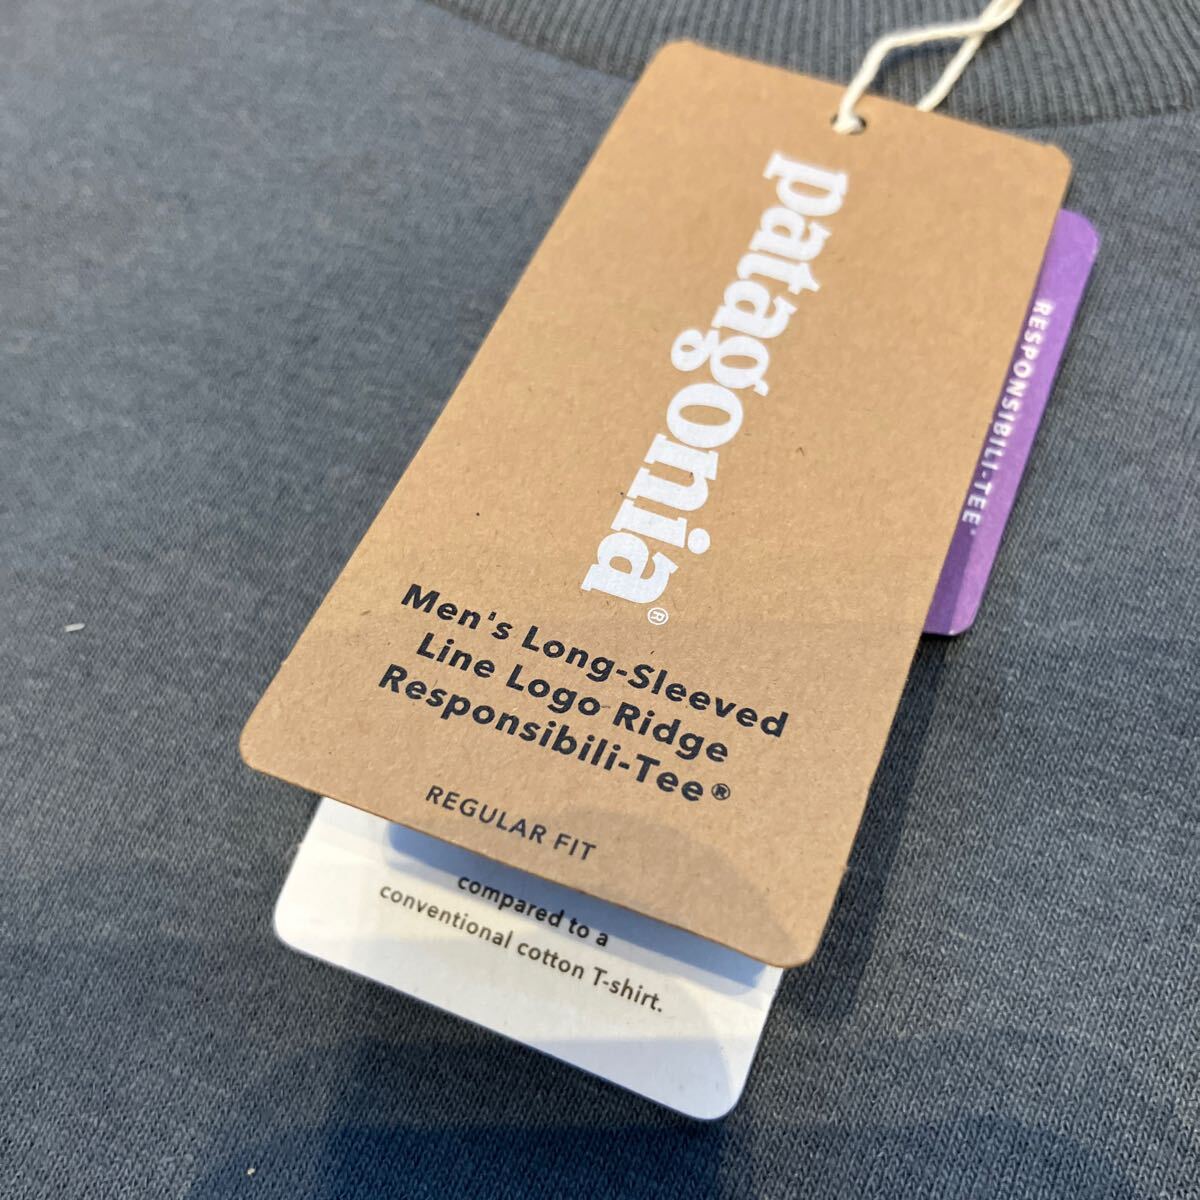 patagonia®
Men's Long-Sleeved
Line Logo Ridge
Responsibili-Tee®
REGULAR FIT
RESPONSIBILI-TEE®
compared to a
conventional cotton T-shirt.